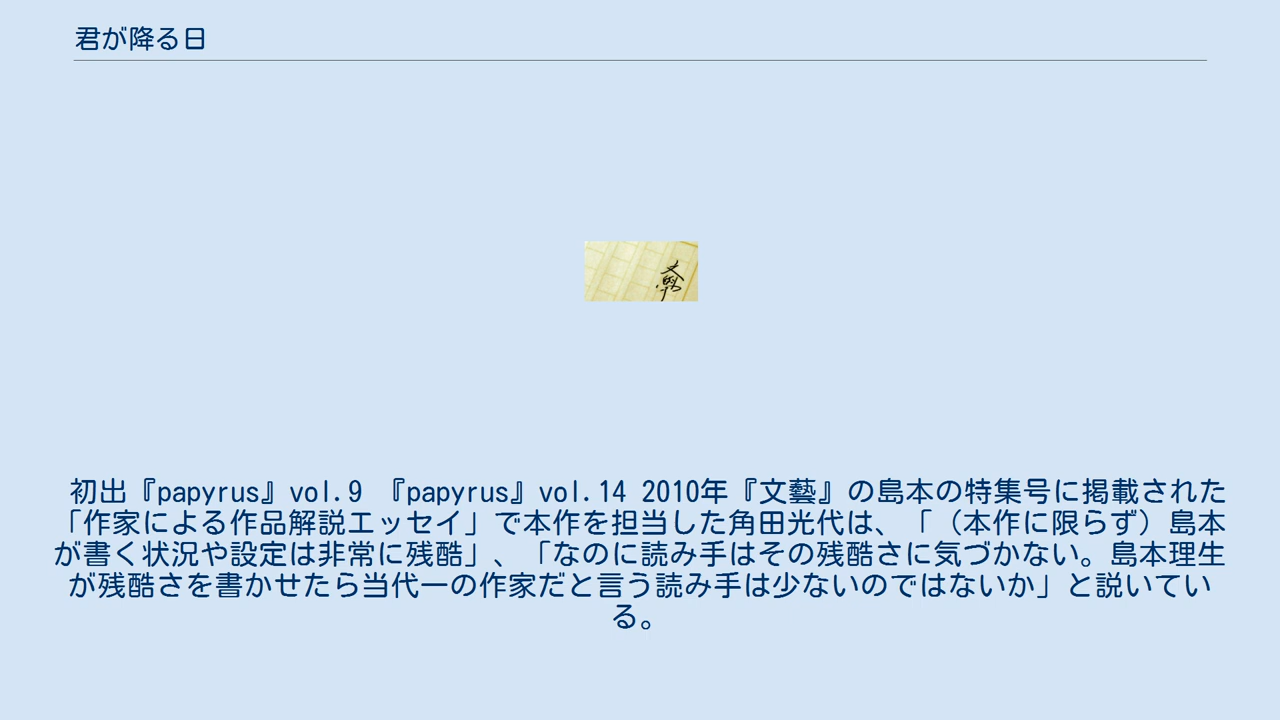 君が降る日
文藝
初出『papyrus』vol.9 『papyrus』vol.14 2010年『文藝』の島本の特集号に掲載された
「作家による作品解説エッセイ」で本作を担当した角田光代は、「（本作に限らず）島本
が書く状況や設定は非常に残酷」、「なのに読み手はその残酷さに気づかない。島本理生
が残酷さを書かせたら当代一の作家だと言う読み手は少ないのではないか」と説いてい
る。